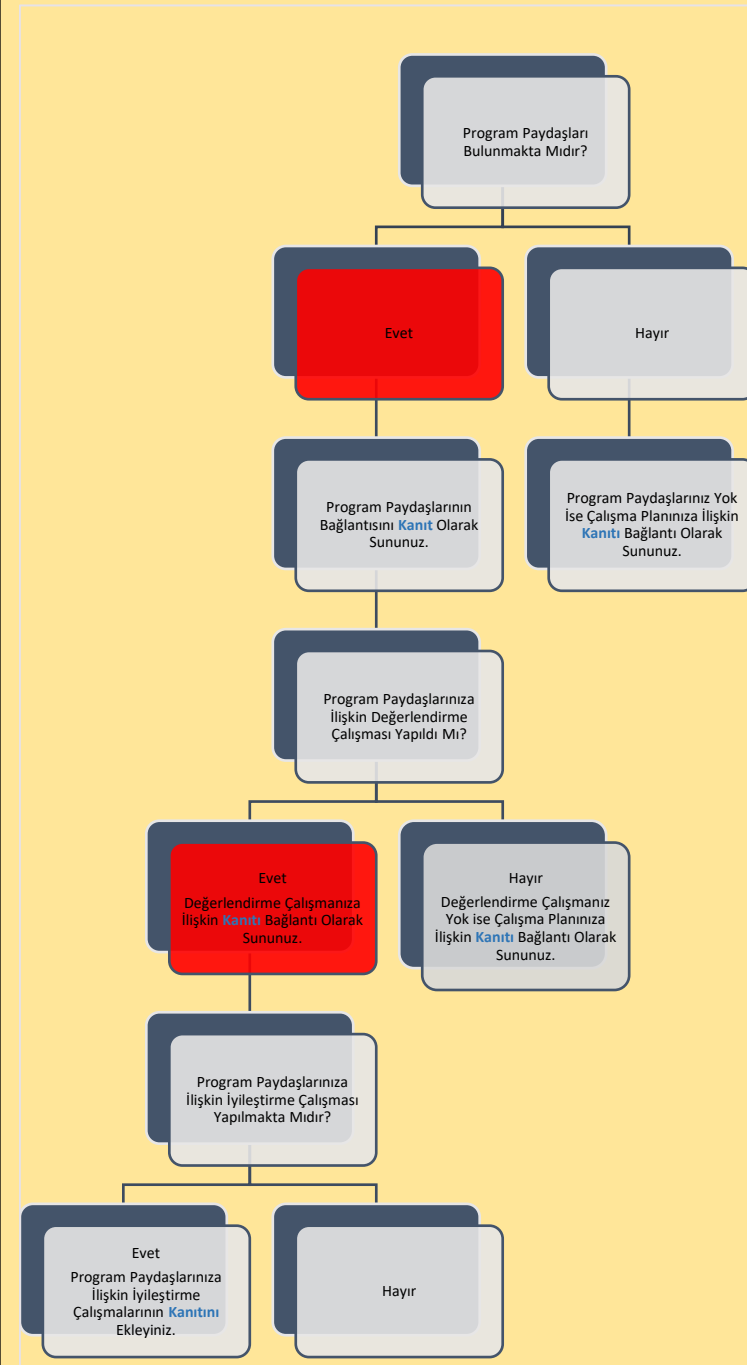 Program Paydaşları
Bulunmakta Mıdır?
Evet
Hayır
Program Paydaşlarının
Bağlantısını Kanıt Olarak
Sununuz.
Program Paydaşlarınız Yok
İse Çalışma Planınıza İlişkin
Kanıtı Bağlantı Olarak
Sununuz.
Program Paydaşlarınıza
İlişkin Değerlendirme
Çalışması Yapıldı Mı?
Evet
Değerlendirme Çalışmanıza
İlişkin Kanıtı Bağlantı Olarak
Sununuz.
Hayır
Değerlendirme Çalışmanız
Yok ise Çalışma Planınıza
İlişkin Kanıtı Bağlantı Olarak
Sununuz.
Program Paydaşlarınıza
İlişkin İyileştirme Çalışması
Yapılmakta Mıdır?
Evet
Program Paydaşlarınıza
İlişkin İyileştirme
Çalışmalarının Kanıtını
Ekleyiniz.
Hayır